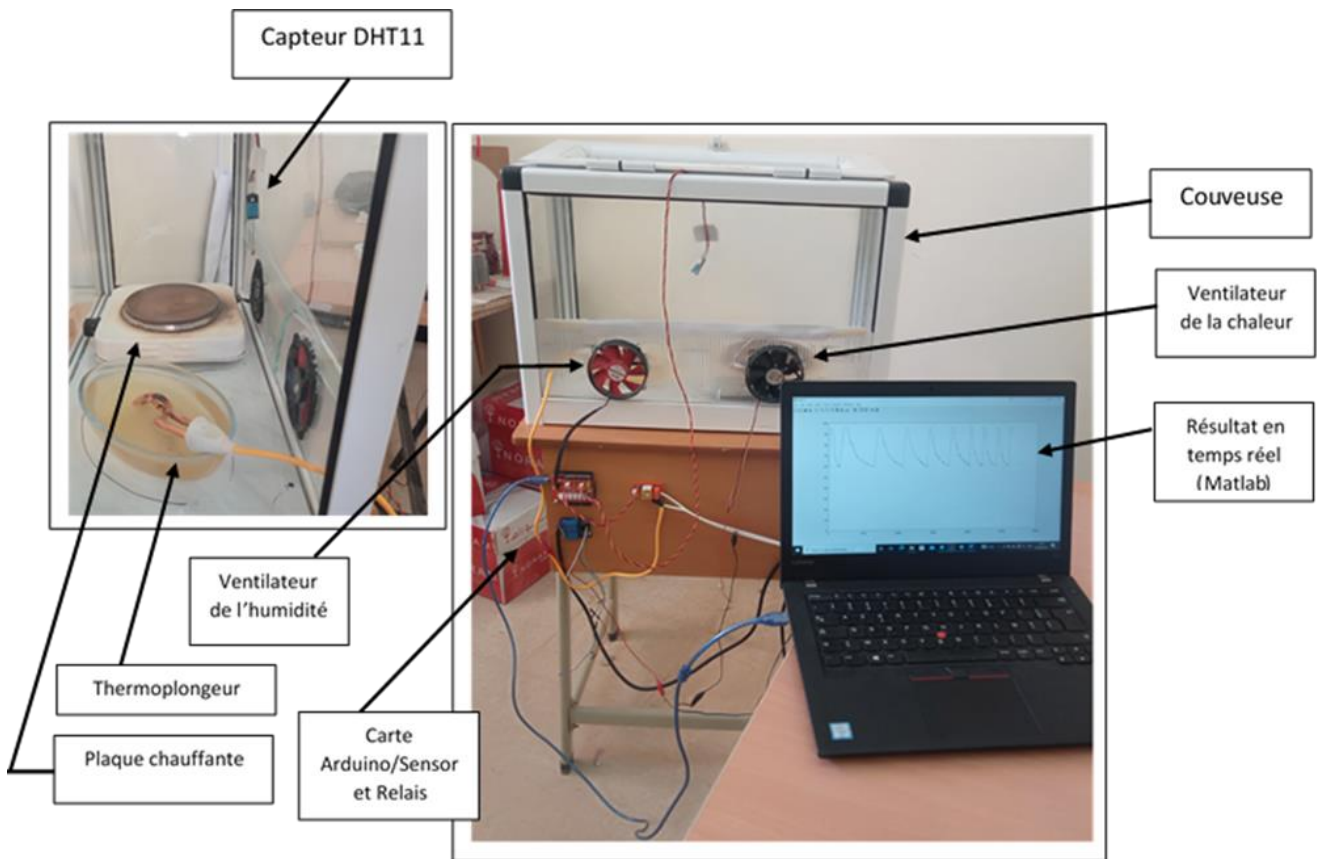 Capteur DHT11
Couveuse
Ventilateur
de la chaleur
Résultat en
temps réel
(Matlab)
Ventilateur
de l'humidité
Thermoplongeur
Plaque chauffante
Carte
Arduino/Sensor
et Relais